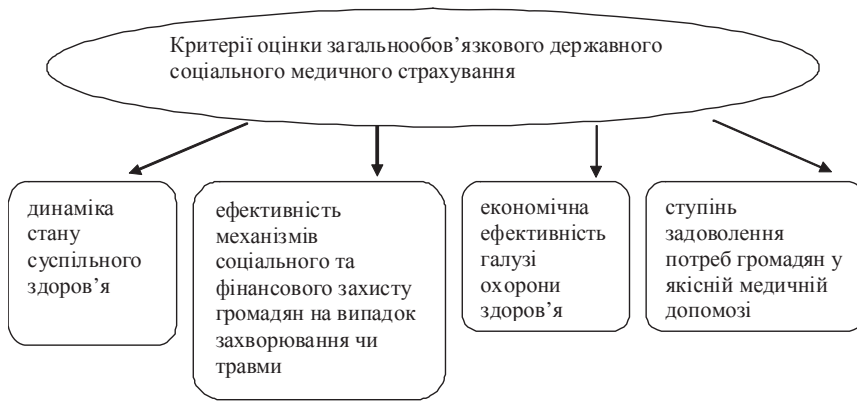 Критерії оцінки загальнообов’язкового державного
соціального медичного страхування
динаміка
стану
суспільного
здоров’я
ефективність
механізмів
соціального та
фінансового захисту
громадян на випадок
захворювання чи
травми
економічна
ефективність
галузі
охорони
здоров’я
ступінь
задоволення
потреб громадян у
якісній медичній
допомозі